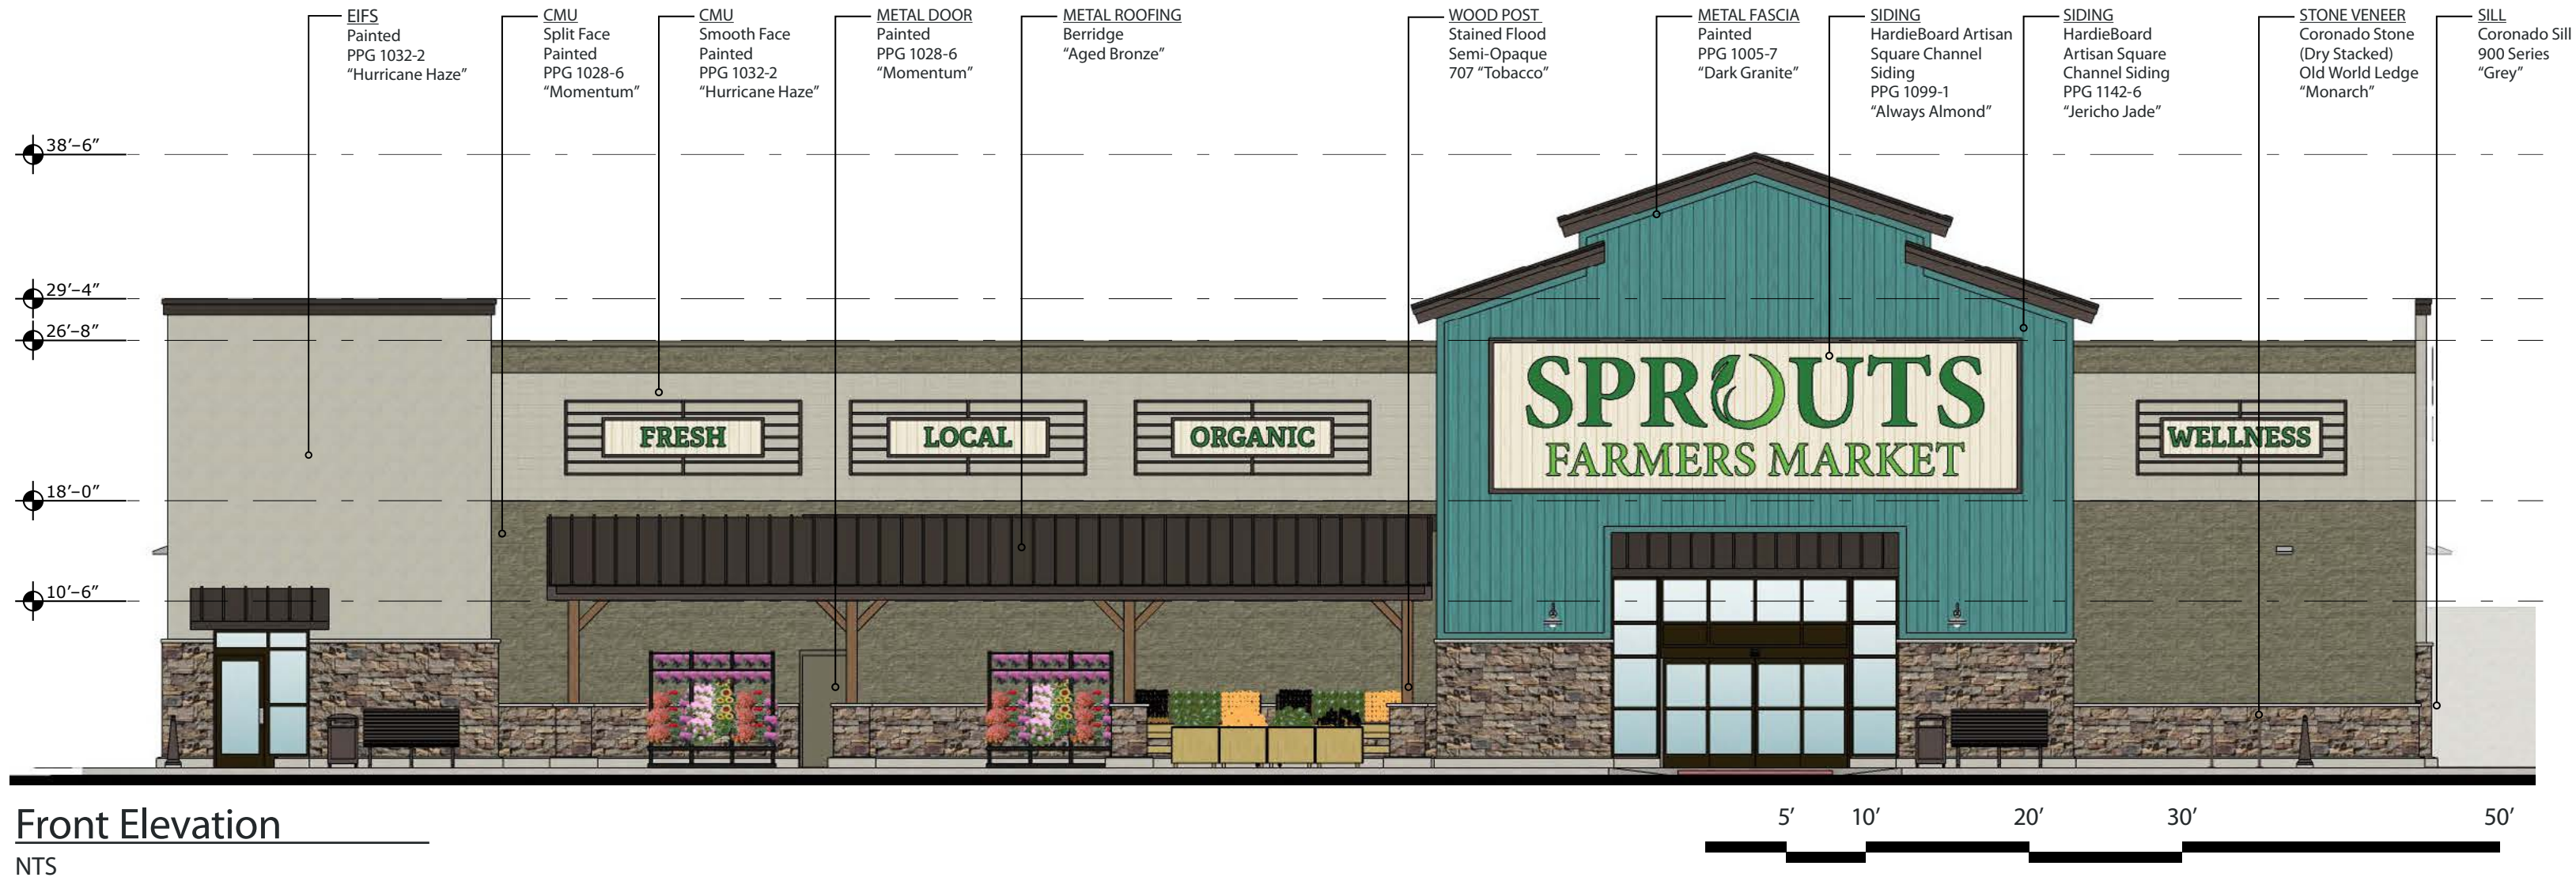 EIFS
Painted
PPG 1032-2
“Hurricane Haze”
CMU
Split Face
Painted
PPG 1028-6
“Momentum”
CMU
Smooth Face
Painted
PPG 1032-2
“Hurricane Haze”
METAL DOOR
Painted
PPG 1028-6
“Momentum”
METAL ROOFING
Berridge
“Aged Bronze”
WOOD POST
Stained Flood
Semi-Opaque
707 “Tobacco”
METAL FASCIA
Painted
PPG 1005-7
“Dark Granite”
SIDING
HardieBoard Artisan
Square Channel
Siding
PPG 1099-1
“Always Almond”
SIDING
HardieBoard
Artisan Square
Channel Siding
PPG 1142-6
“Jericho Jade”
STONE VENEER
Coronado Stone
(Dry Stacked)
Old World Ledge
“Monarch”
SILL
Coronado Sill
900 Series
“Grey”
38’–6”
29’–4”
26’–8”
18’–0”
10’–6”
FRESH
LOCAL
ORGANIC
SPROUTS
FARMERS MARKET
WELLNESS
Front Elevation
NTS
5’ 10’ 20’ 30’ 50’